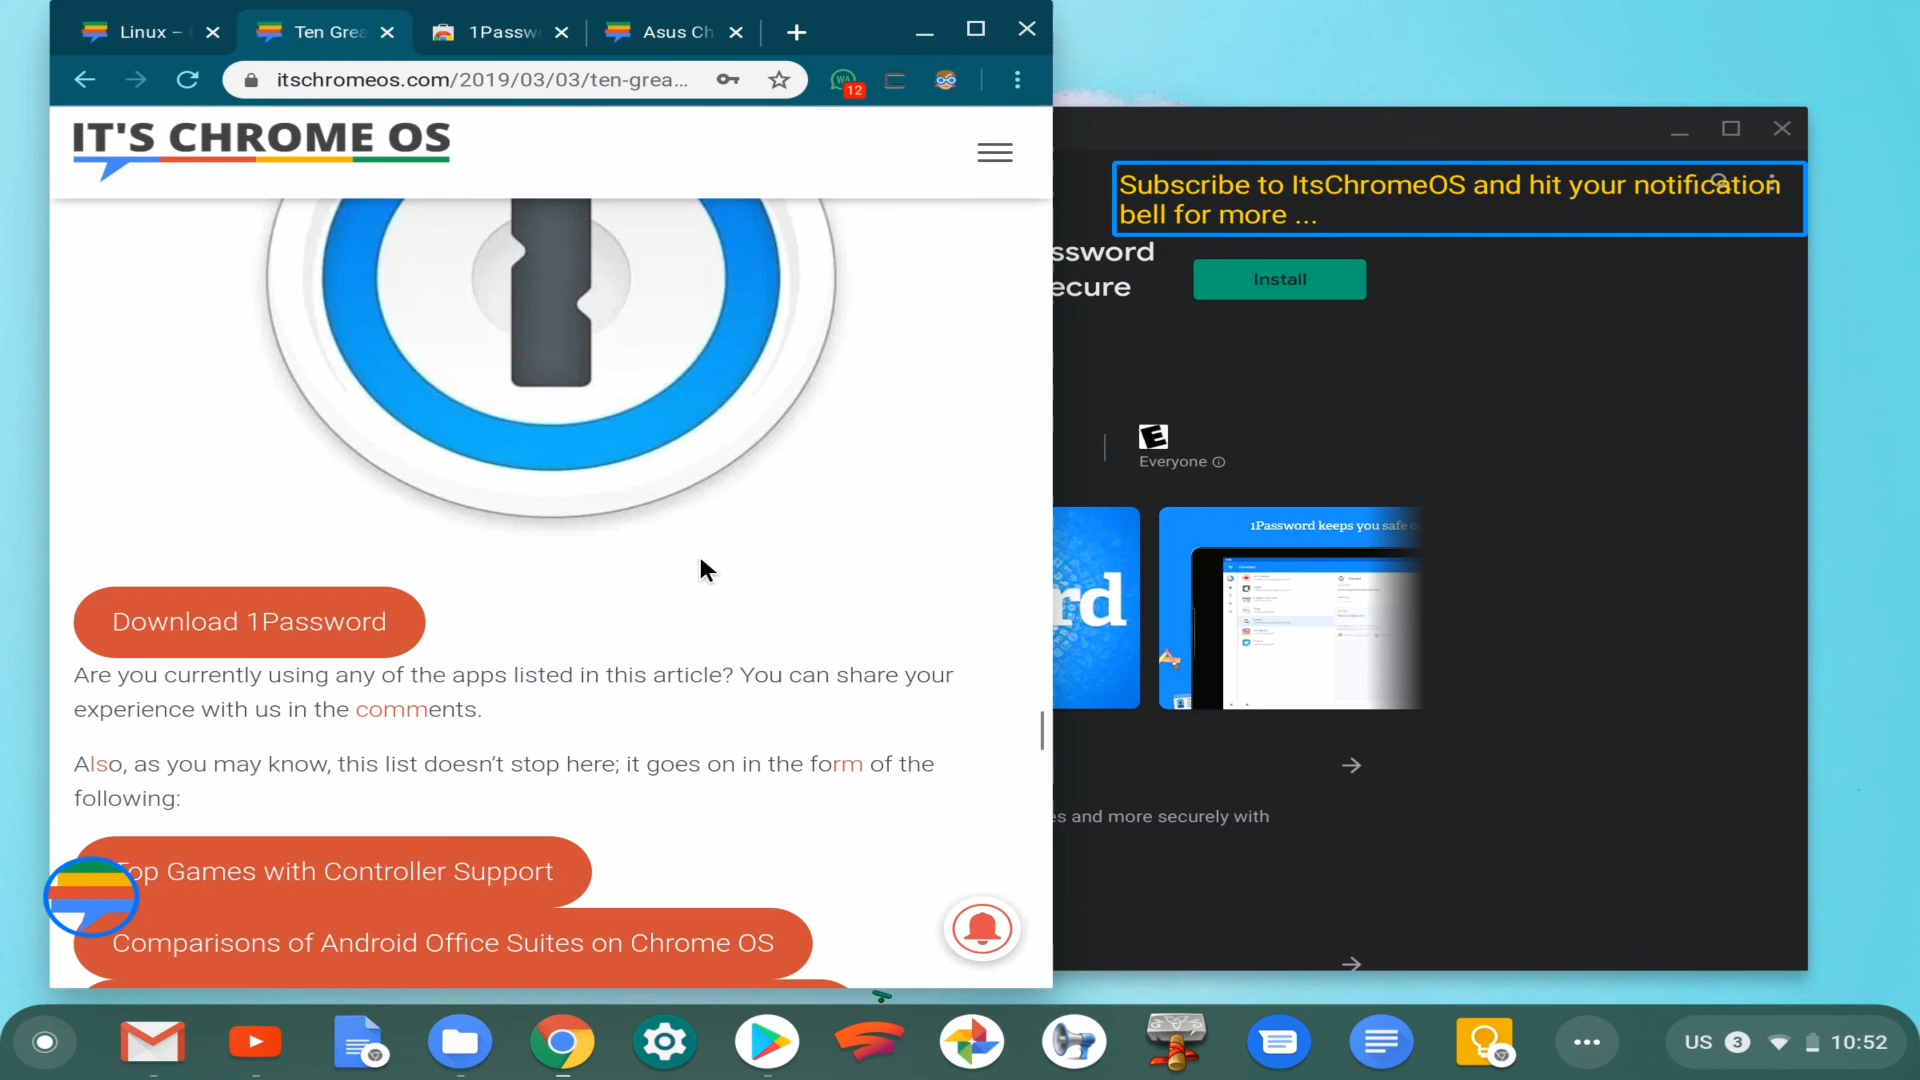 Linux –
Ten Grea
1Passw
Asus Ch
itschromeos.com/2019/03/03/ten-grea...
WA
12
IT'S CHROME OS
Download 1Password
Are you currently using any of the apps listed in this article? You can share your
experience with us in the comments.
Also, as you may know, this list doesn’t stop here; it goes on in the form of the
following:
Top Games with Controller Support
Comparisons of Android Office Suites on Chrome OS
Subscribe to ItsChromeOS and hit your notification
bell for more ...
ssword
ecure
Install
E
Everyone
rd
1Password keeps you safe o
es and more securely with
US 3 10:52